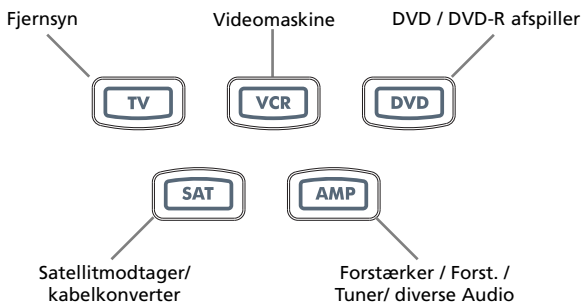 Fjernsyn
Videomaskine
DVD / DVD-R afspiller
TV
VCR
DVD
SAT
AMP
Satellitmodtager/
kabelkonverter
Forstærker / Forst. /
Tuner/ diverse Audio